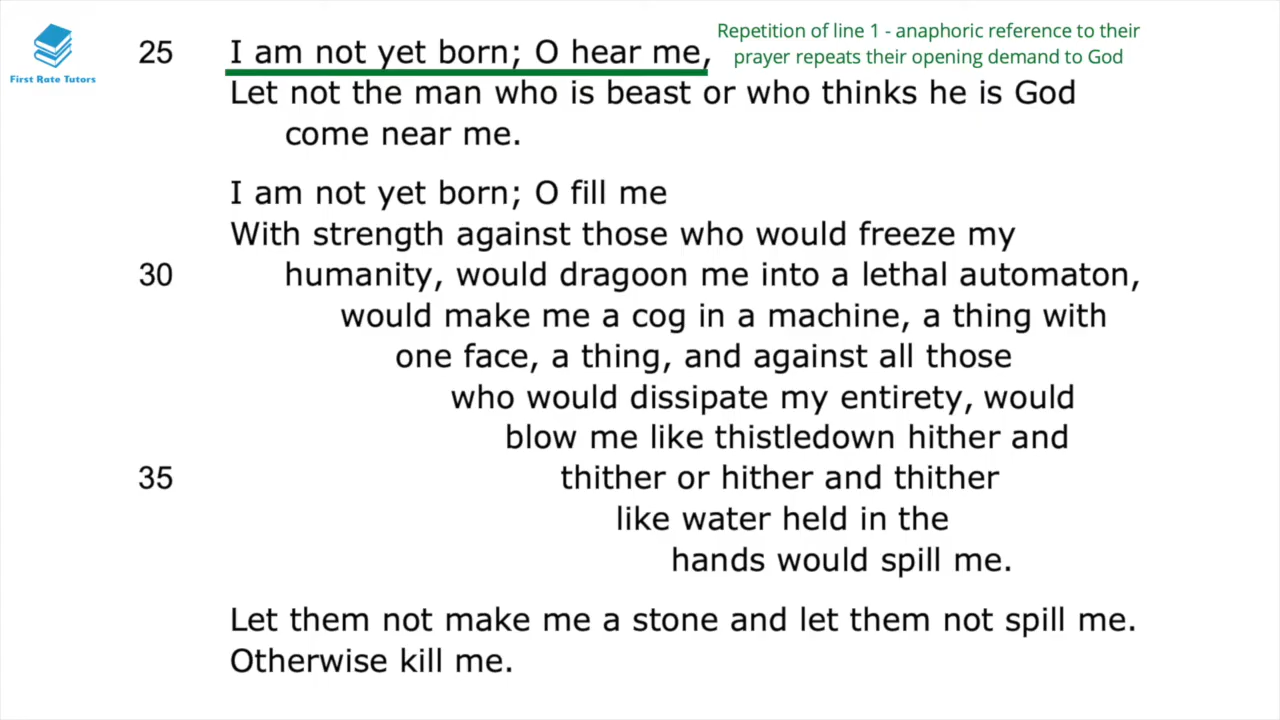 First Rate Tutors
Repetition of line 1 - anaphoric reference to their
prayer repeats their opening demand to God
25 I am not yet born; O hear me,
Let not the man who is beast or who thinks he is God
come near me.
I am not yet born; O fill me
With strength against those who would freeze my
30 humanity, would dragoon me into a lethal automaton,
would make me a cog in a machine, a thing with
one face, a thing, and against all those
who would dissipate my entirety, would
blow me like thistledown hither and
35 thither or hither and thither
like water held in the
hands would spill me.
Let them not make me a stone and let them not spill me.
Otherwise kill me.